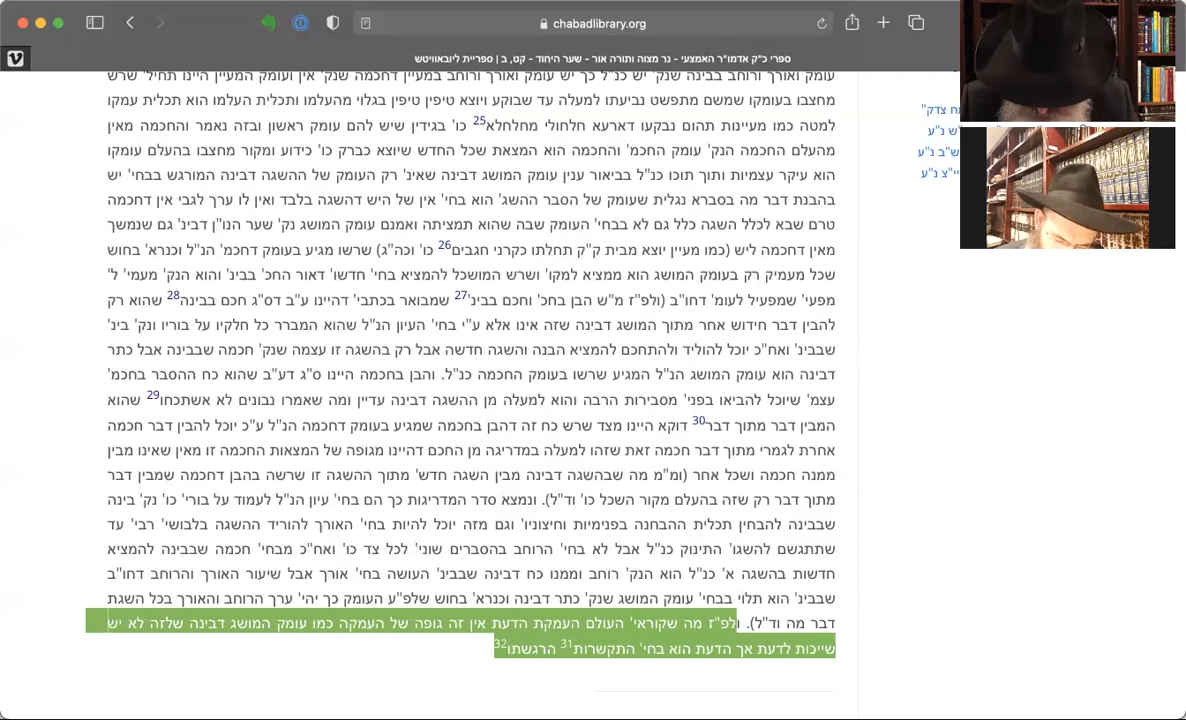 chabadlibrary.org
ספרי כ"ק אדמו"ר האמצעי - נר מצוה ותורה אור - שער היחוד - קט, ב | ספריית ליובאוויטש
עומק ואורך ורוחב בבינה שנק' יש כנ"ל כך יש עומק ואורך ורוחב במעיין דחכמה שנק' אין ועומק המעיין היינו תחיל' שרש
מחצבו בעומקו שמשם מתפשט נביעתו למעלה עד שבוקע ויוצא טיפין טיפין בגלוי מהעלמו ותכלית העלמו הוא תכלית עמקו
למטה כמו מעיינות תהום נבקעו דארעא חלחולי מחלחלא25 כו' בגידין שיש להם עומק ראשון ובזה נאמר והחכמה מאין
מהעלם החכמה הנק' עומק החכמ' והחכמה הוא המצאת שכל החדש שיוצא כברק כו' כידוע ומקור מחצבו בהעלם עומקו
הוא עיקר עצמיות ותוך תוכו כנ"ל בביאור ענין עומק המושג דבינה שאינ' רק העומק של ההשגה דבינה המורגש בבחי' יש
בהבנת דבר מה בסברא נגלית שעומק של הסבר ההשג' הוא בחי' אין של היש דהשגה בלבד ואין לו ערך לגבי אין דחכמה
טרם שבא לכלל השגה כלל גם לא בבחי' העומק שבה שהוא תמציתה ואמנם עומק המושג נק' שער הנו"ן דבינ' גם שנמשך
מאין דחכמה ליש (כמו מעיין יוצא מבית ק"ק תחלתו כקרני חגבים26 כו' וכה"ג) שרשו מגיע בעומק דחכמ' הנ"ל וכנרא' בחוש
שכל מעמיק רק בעומק המושג הוא ממציא למקו' ושרש המושכל להמציא בחי' חדשו' דאור החכ' בבינ' והוא הנק' מעמי' ל'
מפעי' שמפעיל לעומ' דחו"ב (ולפ"ז מ"ש הבן בחכ' וחכם בבינ'27 שמבואר בכתבי' דהיינו ע"ב דס"ג חכם בבינה28 שהוא רק
להבין דבר חידוש אחר מתוך המושג דבינה שזה אינו אלא ע"י בחי' העיון הנ"ל שהוא המברר כל חלקיו על בוריו ונק' בינ'
שבבינ' ואח"כ יוכל להוליד ולהתחכם להמציא הבנה והשגה חדשה אבל רק בהשגה זו עצמה שנק' חכמה שבבינה אבל כתר
דבינה הוא עומק המושג הנ"ל המגיע שרשו בעומק החכמה כנ"ל. והבן בחכמה היינו ס"ג דע"ב שהוא כח ההסבר בחכמ'
עצמ' שיוכל להביאו בפני' מסבירות הרבה והוא למעלה מן ההשגה דבינה עדיין ומה שאמרו נבונים לא אשתכחו29 שהוא
המבין דבר מתוך דבר30 דוקא היינו מצד שרש כח זה דהבן בחכמה שמגיע בעומק דחכמה הנ"ל ע"כ יוכל להבין דבר חכמה
אחרת לגמרי מתוך דבר חכמה זאת שזהו למעלה במדריגה מן החכם דהיינו מגופה של המצאות החכמה זו מאין שאינו מבין
ממנה חכמה ושכל אחר (ומ"מ מה שבהשגה דבינה מבין השגה חדש' מתוך ההשגה זו שרשה בהבן דחכמה שמבין דבר
מתוך דבר רק שזה בהעלם מקור השכל כו' וד"ל). ונמצא סדר המדריגות כך הם בחי' עיון הנ"ל לעמוד על בורי' כו' נק' בינה
שבבינה להבחין תכלית ההבחנה בפנימיות וחיצוניו' וגם מזה יוכל להיות בחי' האורך להוריד ההשגה בלבושי' רבי' עד
שתתגשם להשגו' התינוק כנ"ל אבל לא בחי' הרוחב בהסברים שוני' לכל צד כו' ואח"כ מבחי' חכמה שבבינה להמציא
חדשות בהשגה א' כנ"ל הוא הנק' רוחב וממנו כח דבינה שבבינ' העושה בחי' אורך אבל שיעור האורך והרוחב דחו"ב
שבבינ' הוא תלוי בבחי' עומק המושג שנק' כתר דבינה וכנרא' בחוש שלפ"ע העומק כך יהי' ערך הרוחב והאורך בכל השגת
דבר מה וד"ל). ולפ"ז מה שקוראי' העולם העמקת הדעת אין זה גופה של העמקה כמו עומק המושג דבינה שלזה לא יש
שייכות לדעת אך הדעת הוא בחי' התקשרות31 הרגשתו32
מח צדק"
ש"ב נ"ע
י"צ נ"ע